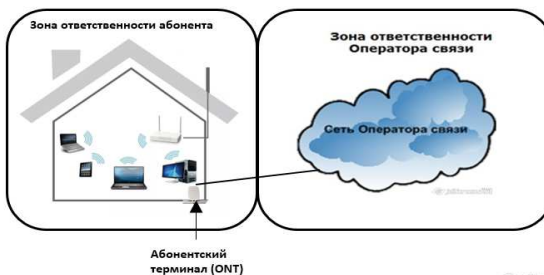 Зона ответственности абонента
Зона ответственности
Оператора связи
Сеть Оператора связи
Абонентский
терминал (ONT)